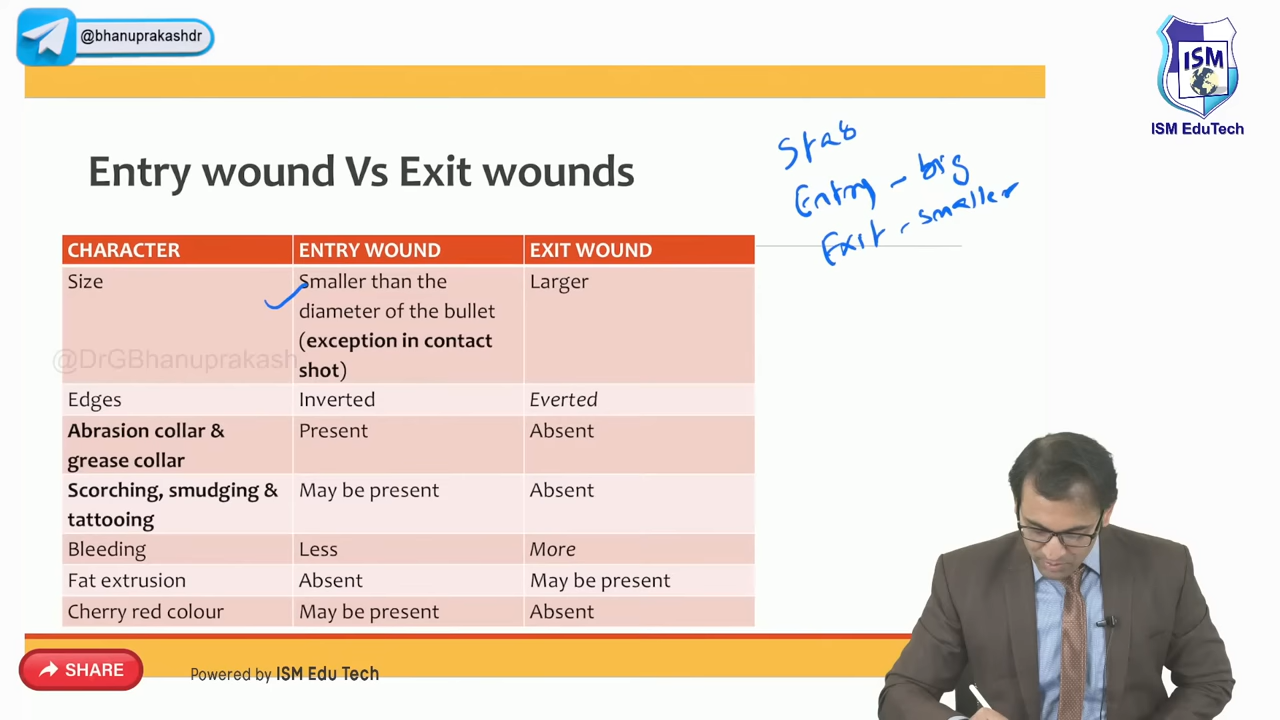 @bhanuprakashdr
ISM
ISM EduTech
Stab
Entry - big
Exit - smaller
Entry wound Vs Exit wounds
CHARACTER ENTRY WOUND EXIT WOUND
Size Smaller than the diameter of the bullet (exception in contact shot) Larger
@DrGBhanuprakash
Edges Inverted Everted
Abrasion collar & grease collar Present Absent
Scorching, smudging & tattooing May be present Absent
Bleeding Less More
Fat extrusion Absent May be present
Cherry red colour May be present Absent
SHARE
Powered by ISM Edu Tech